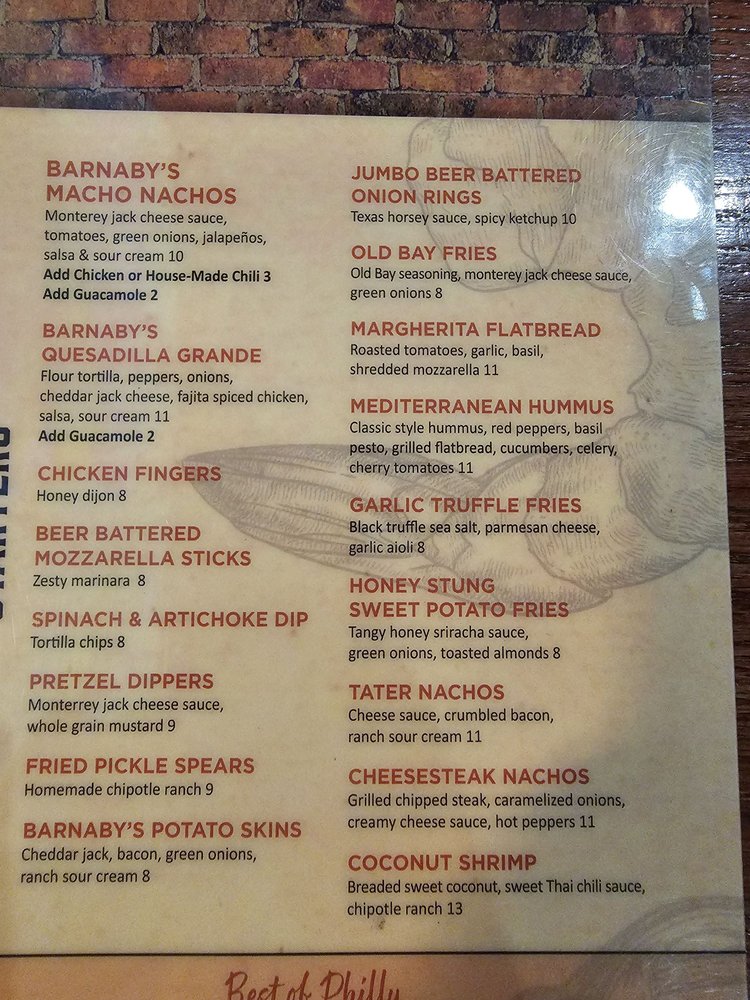 BARNABY'S
MACHO NACHOS
Monterey jack cheese sauce,
tomatoes, green onions, jalapeños,
salsa & sour cream 10
Add Chicken or House-Made Chili 3
Add Guacamole 2
BARNABY'S
QUESADILLA GRANDE
Flour tortilla, peppers, onions,
cheddar jack cheese, fajita spiced chicken,
salsa, sour cream 11
Add Guacamole 2
CHICKEN FINGERS
Honey dijon 8
BEER BATTERED
MOZZARELLA STICKS
Zesty marinara 8
SPINACH & ARTICHOKE DIP
Tortilla chips 8
PRETZEL DIPPERS
Monterrey jack cheese sauce,
whole grain mustard 9
FRIED PICKLE SPEARS
Homemade chipotle ranch 9
BARNABY'S POTATO SKINS
Cheddar jack, bacon, green onions,
ranch sour cream 8
JUMBO BEER BATTERED
ONION RINGS
Texas horsey sauce, spicy ketchup 10
OLD BAY FRIES
Old Bay seasoning, monterey jack cheese sauce,
green onions 8
MARGHERITA FLATBREAD
Roasted tomatoes, garlic, basil,
shredded mozzarella 11
MEDITERRANEAN HUMMUS
Classic style hummus, red peppers, basil
pesto, grilled flatbread, cucumbers, celery,
cherry tomatoes 11
GARLIC TRUFFLE FRIES
Black truffle sea salt, parmesan cheese,
garlic aioli 8
HONEY STUNG
SWEET POTATO FRIES
Tangy honey sriracha sauce,
green onions, toasted almonds 8
TATER NACHOS
Cheese sauce, crumbled bacon,
ranch sour cream 11
CHEESESTEAK NACHOS
Grilled chipped steak, caramelized onions,
creamy cheese sauce, hot peppers 11
COCONUT SHRIMP
Breaded sweet coconut, sweet Thai chili sauce,
chipotle ranch 13
Best of Philly